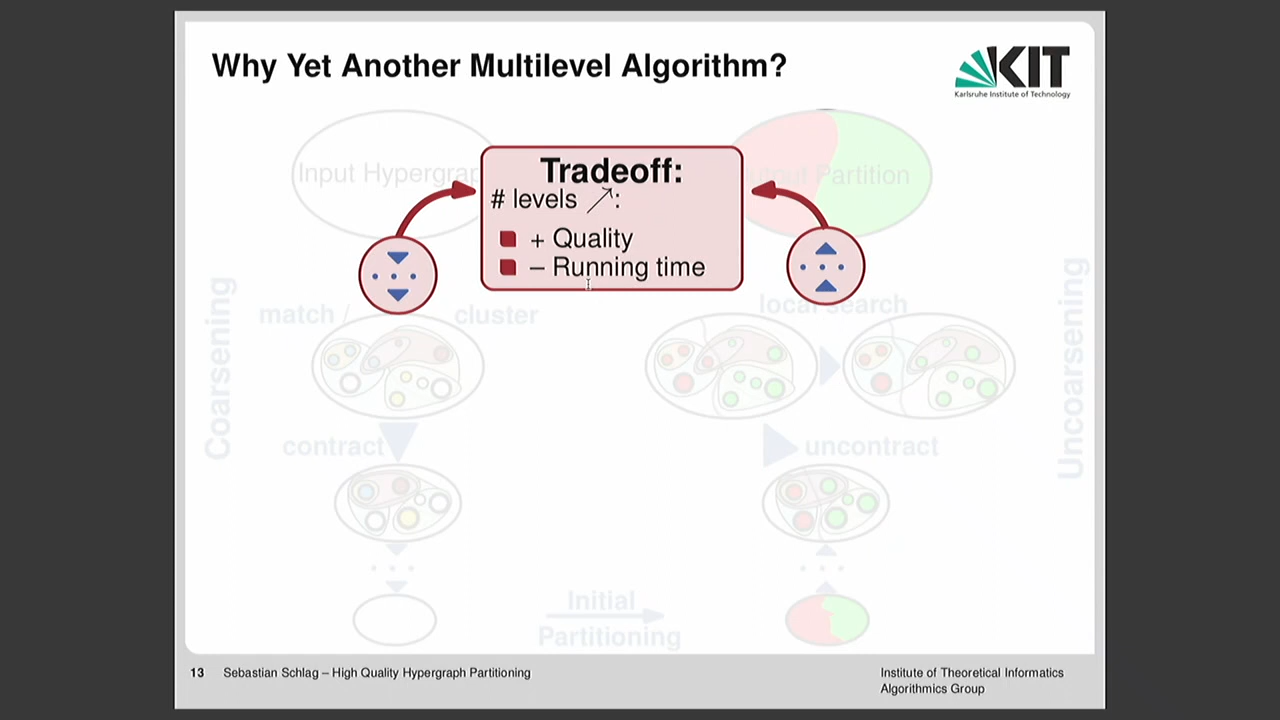 Why Yet Another Multilevel Algorithm?
KIT
Karlsruhe Institute of Technology
Input Hypergraph
Tradeoff:
# levels ↗:
+ Quality
– Running time
Output Partition
Coarsening
match / cluster
local search
Uncoarsening
contract
uncontract
Initial
Partitioning
13 Sebastian Schlag – High Quality Hypergraph Partitioning
Institute of Theoretical Informatics
Algorithmics Group